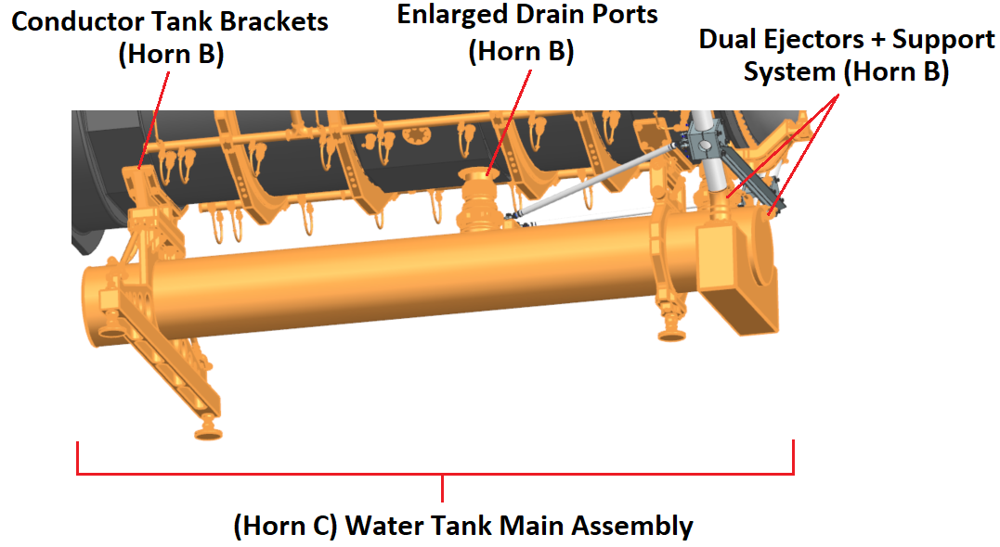 Conductor Tank Brackets
(Horn B)
Enlarged Drain Ports
(Horn B)
Dual Ejectors + Support
System (Horn B)
(Horn C) Water Tank Main Assembly